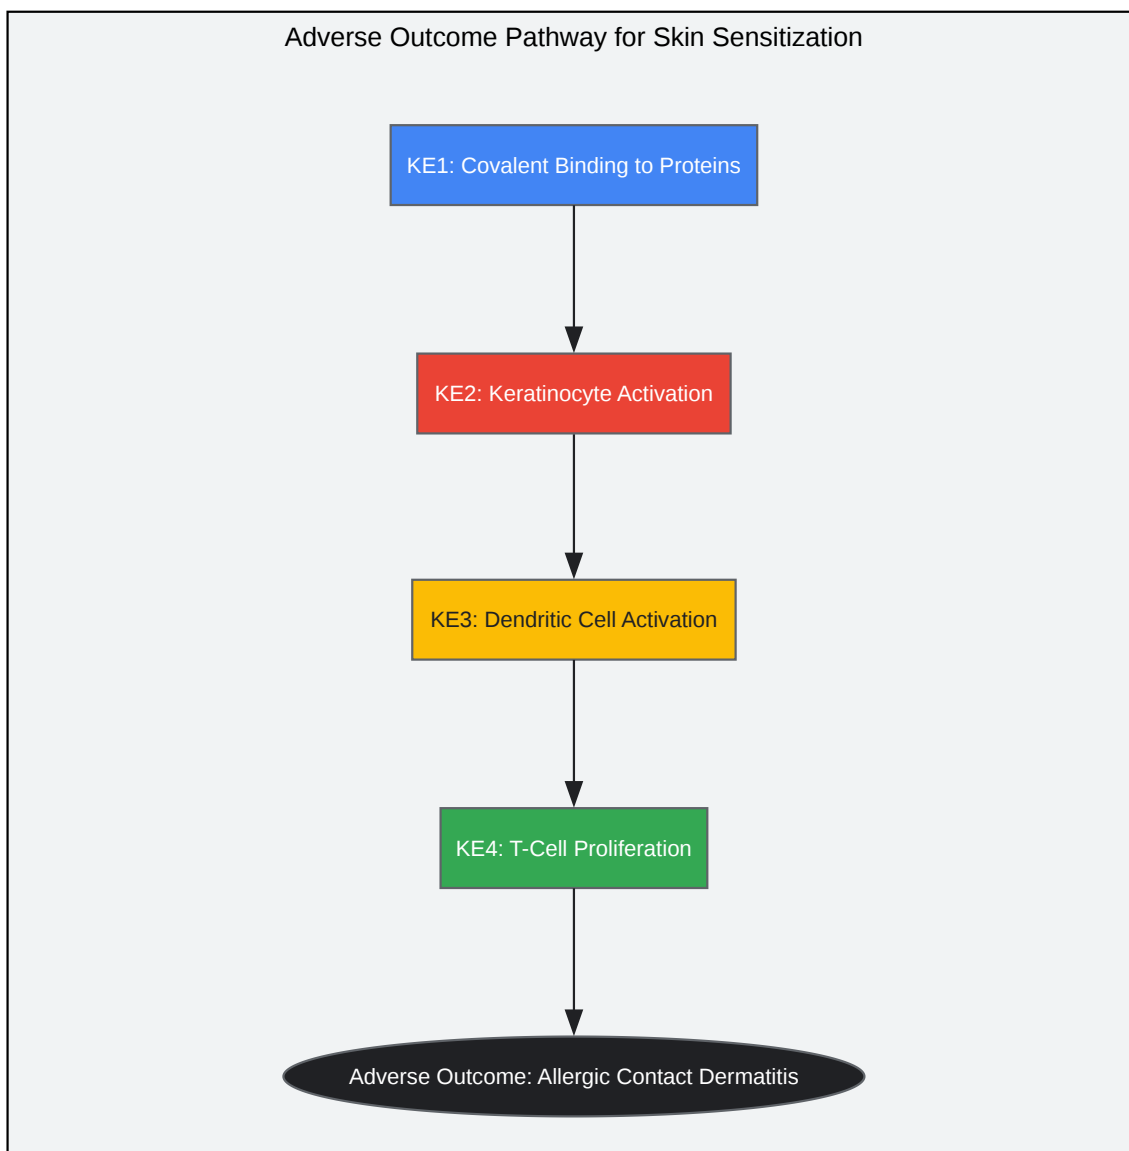 Adverse Outcome Pathway for Skin Sensitization
KE1: Covalent Binding to Proteins
KE2: Keratinocyte Activation
KE3: Dendritic Cell Activation
KE4: T-Cell Proliferation
Adverse Outcome: Allergic Contact Dermatitis